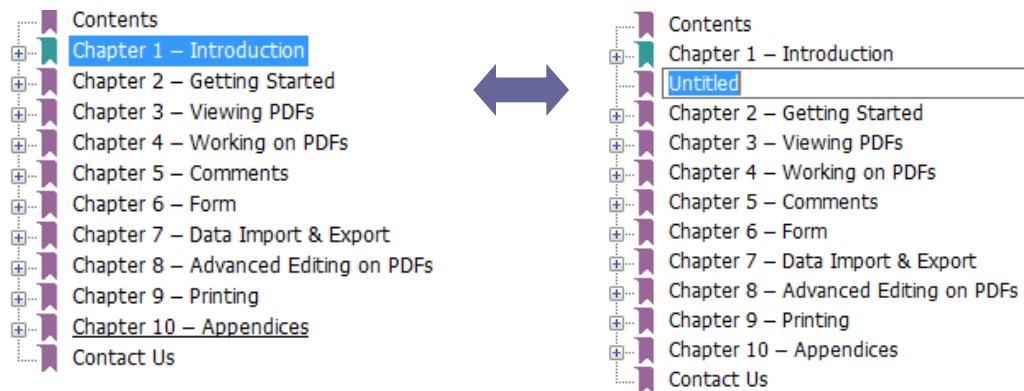 Contents
Chapter 1 – Introduction
Chapter 2 – Getting Started
Chapter 3 – Viewing PDFs
Chapter 4 – Working on PDFs
Chapter 5 – Comments
Chapter 6 – Form
Chapter 7 – Data Import & Export
Chapter 8 – Advanced Editing on PDFs
Chapter 9 – Printing
Chapter 10 – Appendices
Contact Us
Contents
Chapter 1 – Introduction
Untitled
Chapter 2 – Getting Started
Chapter 3 – Viewing PDFs
Chapter 4 – Working on PDFs
Chapter 5 – Comments
Chapter 6 – Form
Chapter 7 – Data Import & Export
Chapter 8 – Advanced Editing on PDFs
Chapter 9 – Printing
Chapter 10 – Appendices
Contact Us